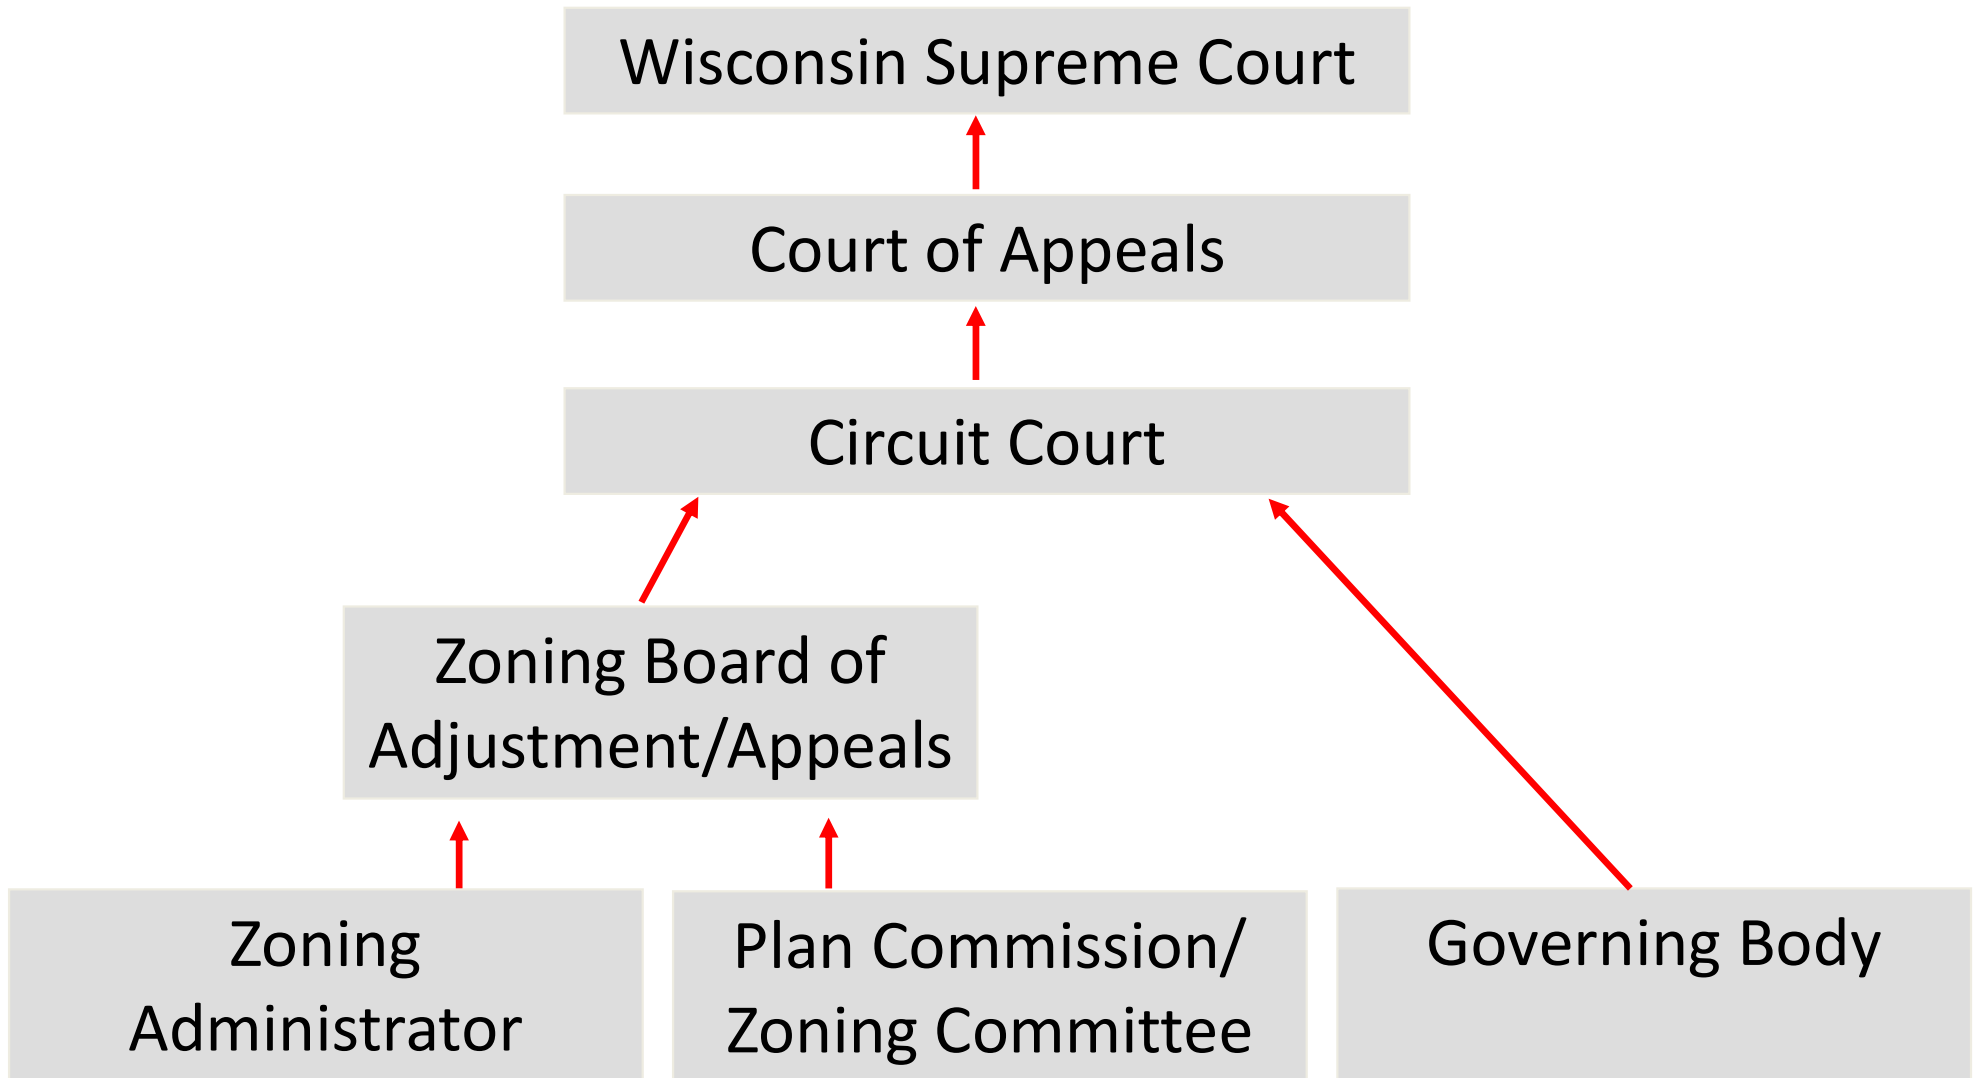 Wisconsin Supreme Court
Court of Appeals
Circuit Court
Zoning Board of
Adjustment/Appeals
Zoning
Administrator
Plan Commission/
Zoning Committee
Governing Body